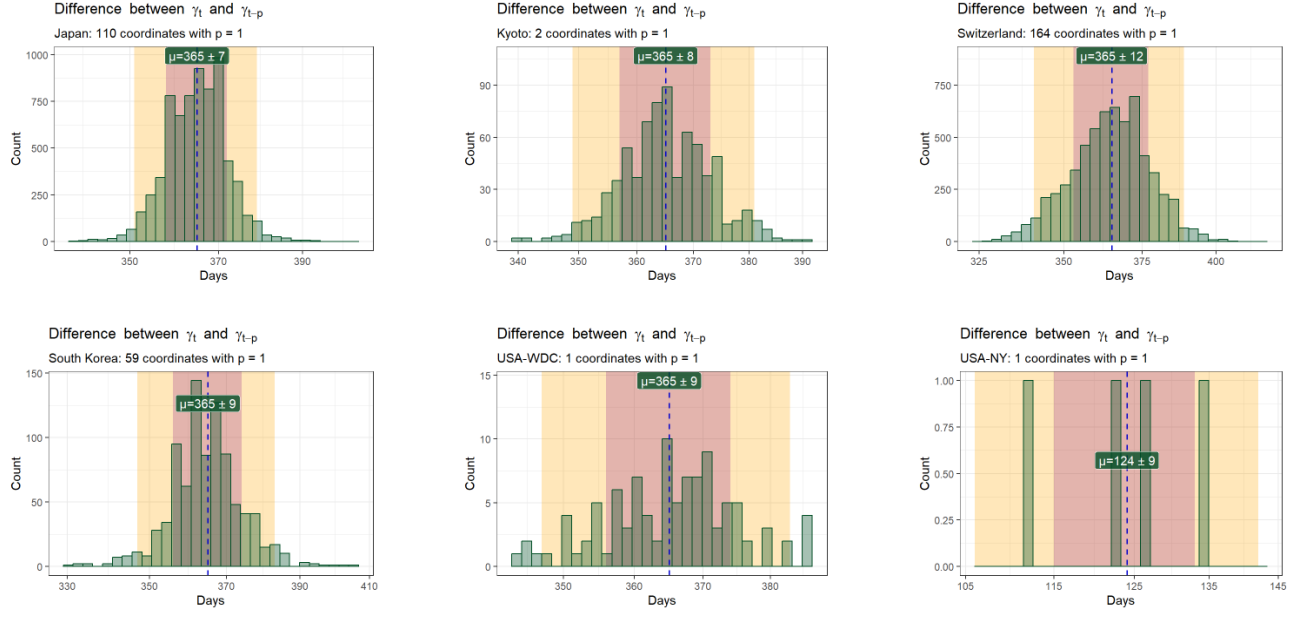 Difference between γt and γt−p
Japan: 110 coordinates with p = 1
μ=365 ± 7
1000
750
500
250
0
Count
350
370
390
Days
Difference between γt and γt−p
Kyoto: 2 coordinates with p = 1
μ=365 ± 8
90
60
30
0
Count
340
350
360
370
380
390
Days
Difference between γt and γt−p
Switzerland: 164 coordinates with p = 1
μ=365 ± 12
750
500
250
0
Count
325
350
375
400
Days
Difference between γt and γt−p
South Korea: 59 coordinates with p = 1
μ=365 ± 9
150
100
50
0
Count
330
350
370
390
410
Days
Difference between γt and γt−p
USA-WDC: 1 coordinates with p = 1
μ=365 ± 9
15
10
5
0
Count
350
360
370
380
Days
Difference between γt and γt−p
USA-NY: 1 coordinates with p = 1
μ=124 ± 9
1.00
0.75
0.50
0.25
0.00
Count
105
115
125
135
145
Days